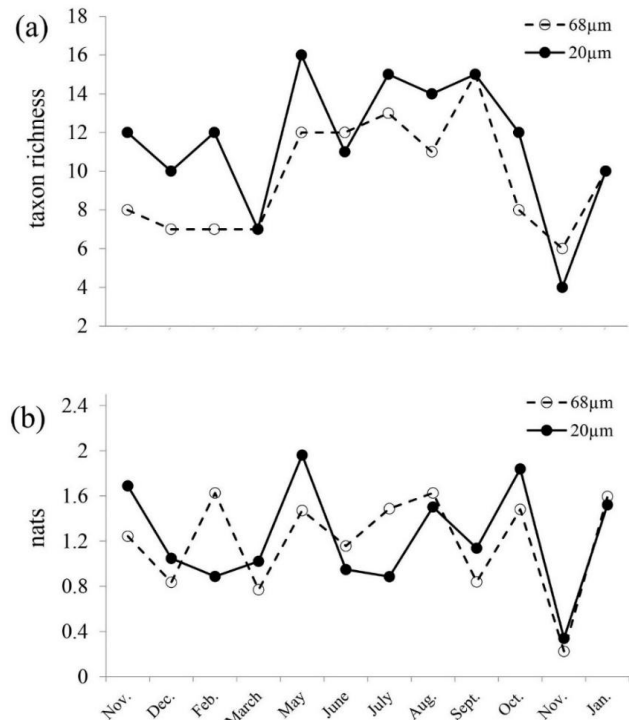 (a)
18
16
14
12
10
8
6
4
2
taxon richness
68µm
20µm
(b)
2.4
2
1.6
1.2
0.8
0.4
0
nats
68µm
20µm
Nov. Dec. Feb. March May June July Aug. Sept. Oct. Nov. Jan.